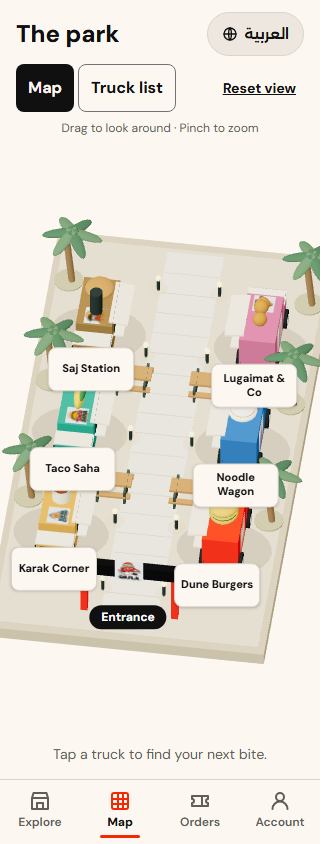 The park
العربية
Map
Truck list
Reset view
Drag to look around · Pinch to zoom
Saj Station
Lugaimat &
Co
Taco Saha
Noodle
Wagon
Karak Corner
Dune Burgers
Entrance
Tap a truck to find your next bite.
Explore
Map
Orders
Account